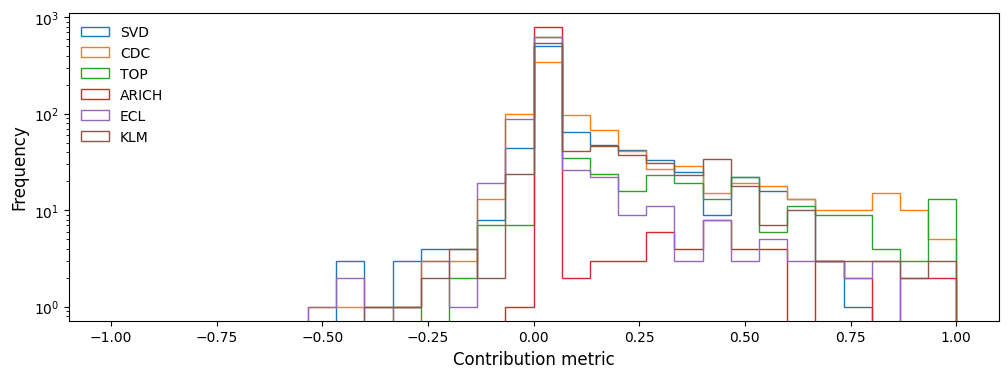 10³
10²
10¹
10⁰
Frequency
SVD
CDC
TOP
ARICH
ECL
KLM
−1.00 −0.75 −0.50 −0.25 0.00 0.25 0.50 0.75 1.00
Contribution metric